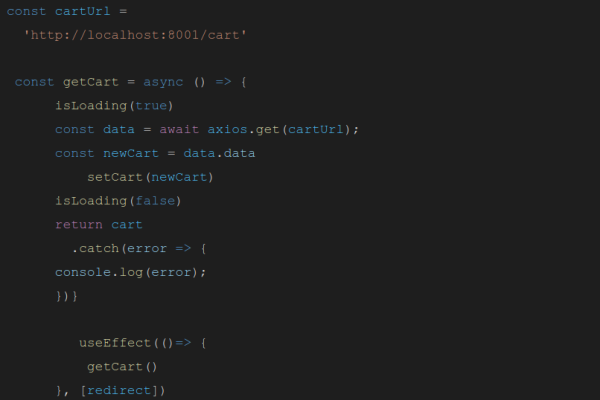 const cartUrl =
'http://localhost:8001/cart'
const getCart = async () => {
isLoading(true)
const data = await axios.get(cartUrl);
const newCart = data.data
setCart(newCart)
isLoading(false)
return cart
.catch(error => {
console.log(error);
})}
useEffect(()=> {
getCart()
}, [redirect])